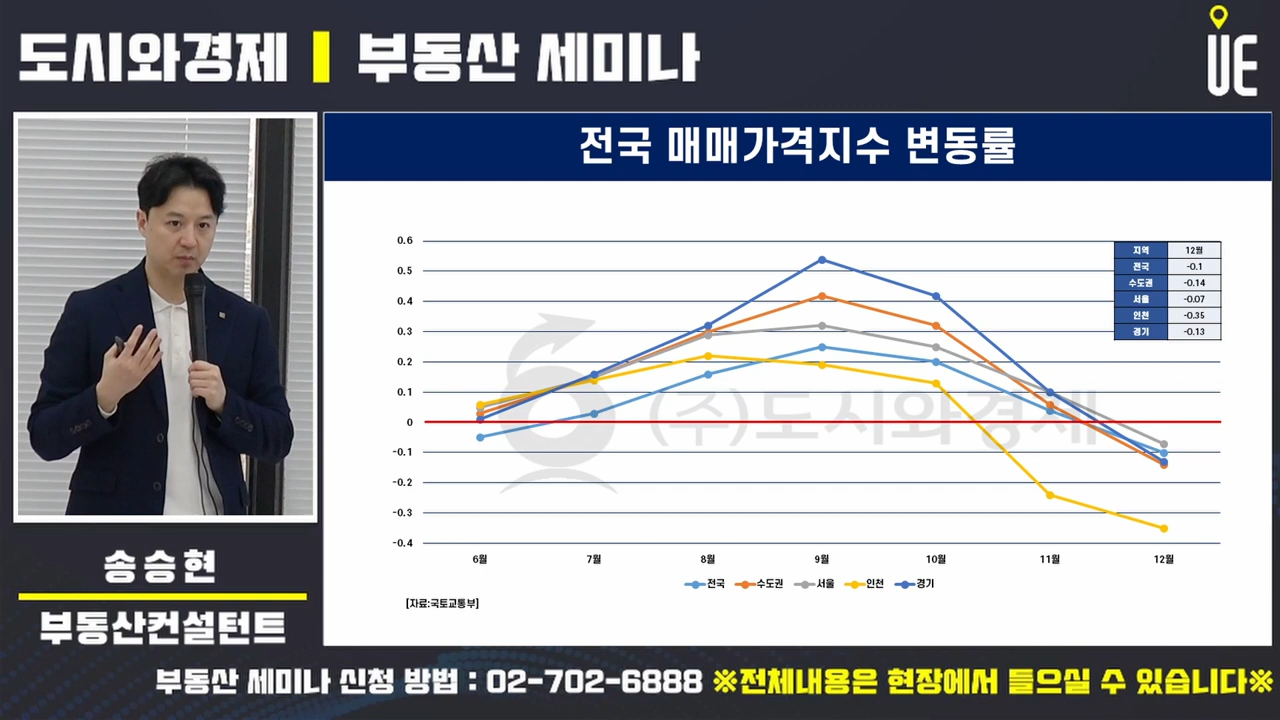 도시와경제 | 부동산 세미나
UE
전국 매매가격지수 변동률
0.6
0.5
0.4
0.3
0.2
0.1
0
-0.1
-0.2
-0.3
-0.4
6월 7월 8월 9월 10월 11월 12월
지역 12월
전국 -0.1
수도권 -0.14
서울 -0.07
인천 -0.35
경기 -0.13
(주)도시와경제
전국 수도권 서울 인천 경기
[자료:국토교통부]
송승현
부동산컨설턴트
부동산 세미나 신청 방법 : 02-702-6888 ※전체내용은 현장에서 들으실 수 있습니다※